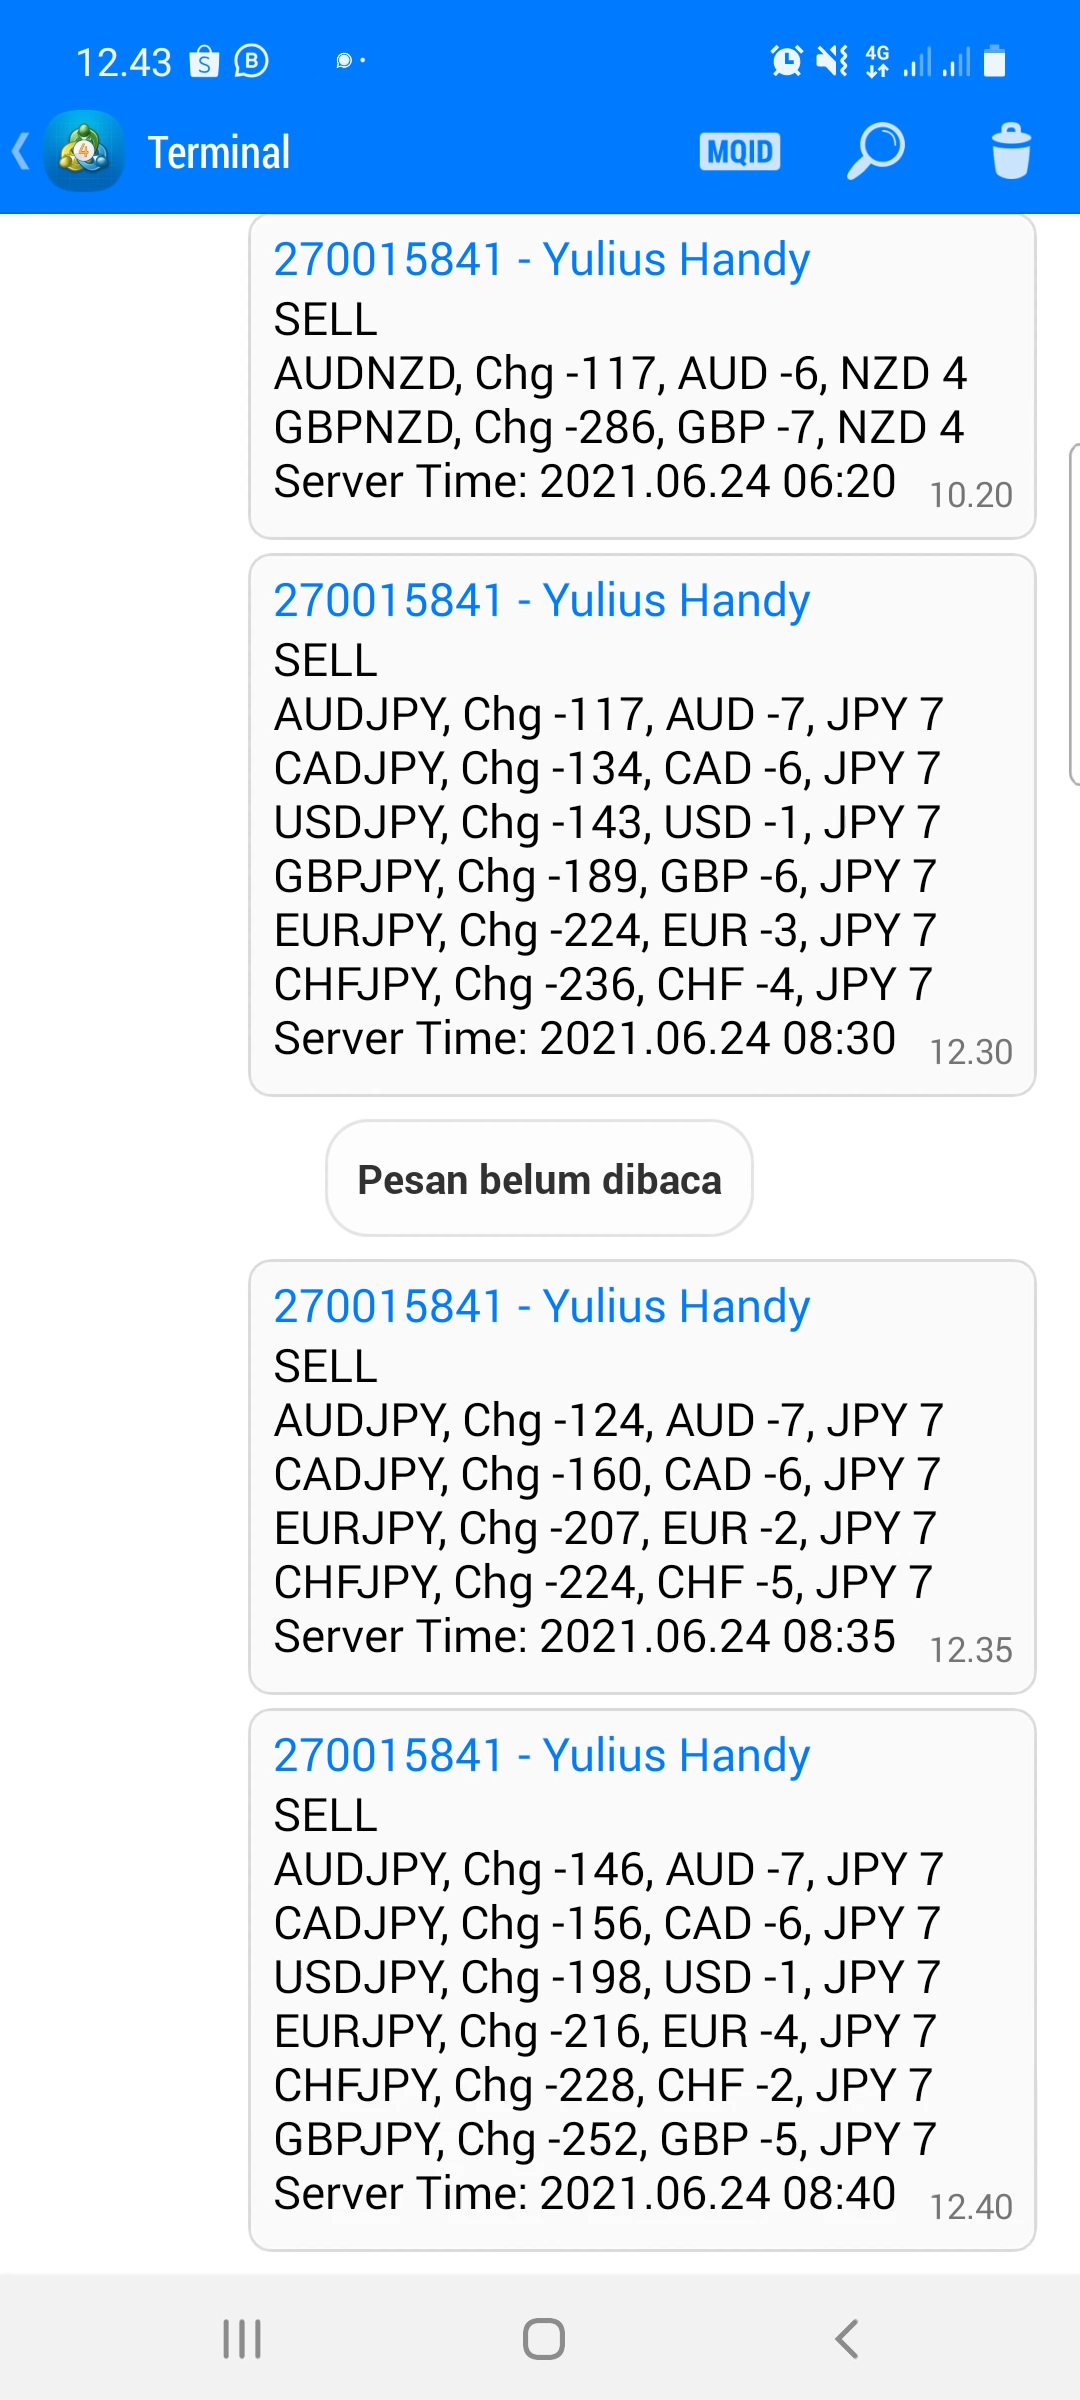 12.43
4G
Terminal
MQID
270015841 - Yulius Handy
SELL
AUDNZD, Chg -117, AUD -6, NZD 4
GBPNZD, Chg -286, GBP -7, NZD 4
Server Time: 2021.06.24 06:20
10.20
270015841 - Yulius Handy
SELL
AUDJPY, Chg -117, AUD -7, JPY 7
CADJPY, Chg -134, CAD -6, JPY 7
USDJPY, Chg -143, USD -1, JPY 7
GBPJPY, Chg -189, GBP -6, JPY 7
EURJPY, Chg -224, EUR -3, JPY 7
CHFJPY, Chg -236, CHF -4, JPY 7
Server Time: 2021.06.24 08:30
12.30
Pesan belum dibaca
270015841 - Yulius Handy
SELL
AUDJPY, Chg -124, AUD -7, JPY 7
CADJPY, Chg -160, CAD -6, JPY 7
EURJPY, Chg -207, EUR -2, JPY 7
CHFJPY, Chg -224, CHF -5, JPY 7
Server Time: 2021.06.24 08:35
12.35
270015841 - Yulius Handy
SELL
AUDJPY, Chg -146, AUD -7, JPY 7
CADJPY, Chg -156, CAD -6, JPY 7
USDJPY, Chg -198, USD -1, JPY 7
EURJPY, Chg -216, EUR -4, JPY 7
CHFJPY, Chg -228, CHF -2, JPY 7
GBPJPY, Chg -252, GBP -5, JPY 7
Server Time: 2021.06.24 08:40
12.40